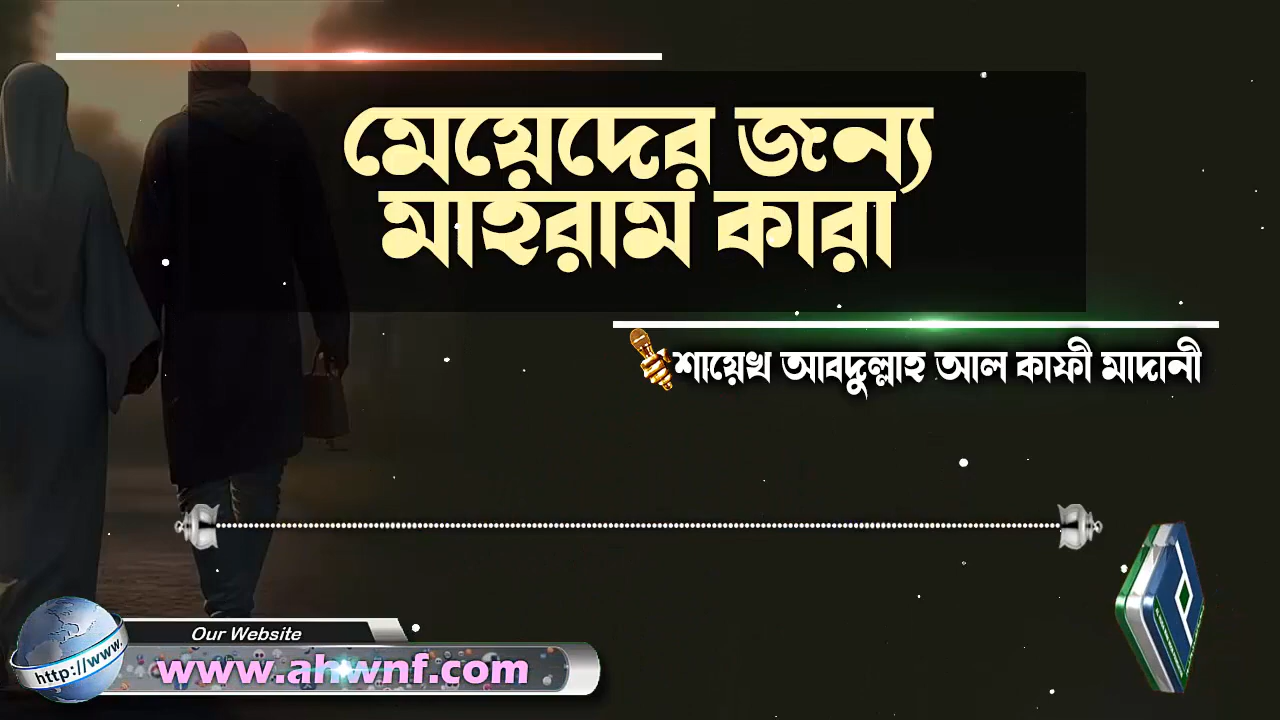 মেয়েদের জন্য
মাহরাম কারা
শায়েখ আবদুল্লাহ আল কাফী মাদানী
Our Website
http://www.
www.ahwnf.com